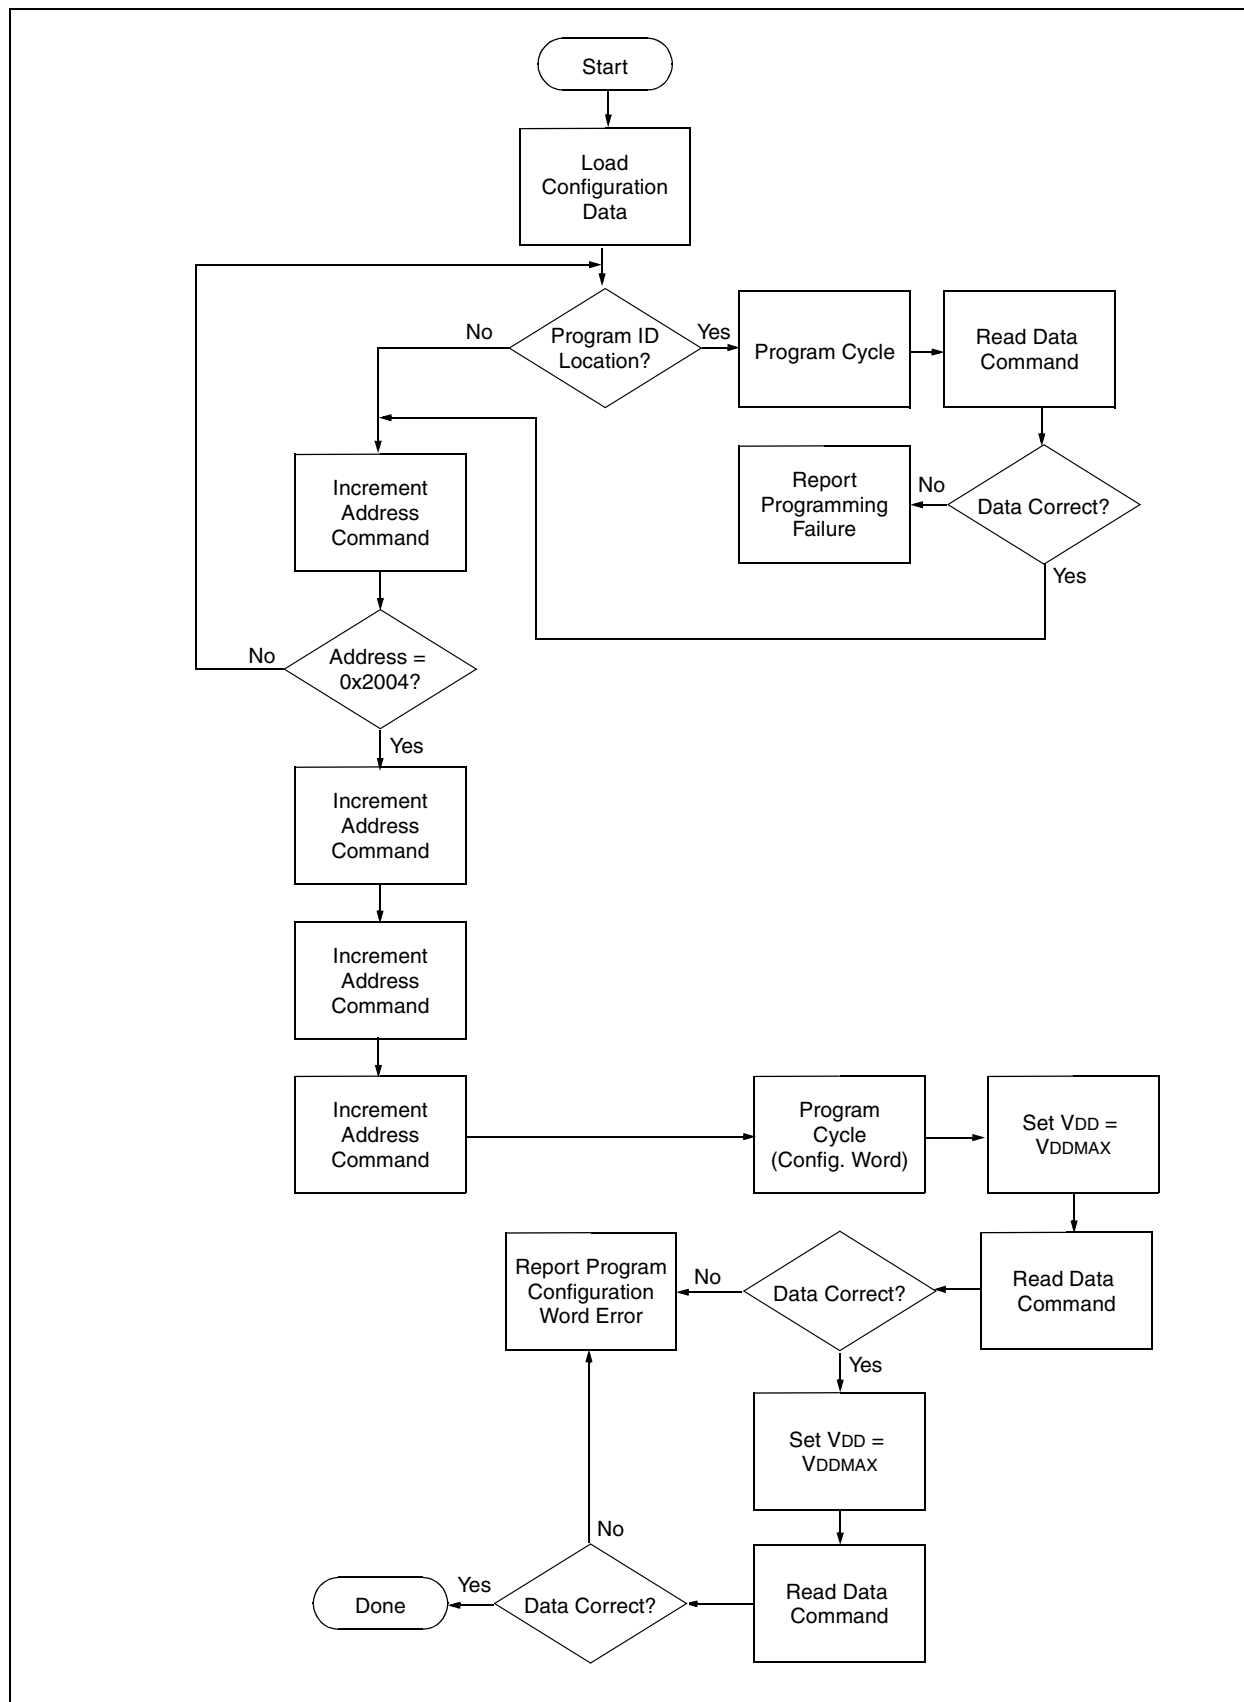 Start
Load
Configuration
Data
No
Program ID
Location?
Yes
Program Cycle
Read Data
Command
Increment
Address
Command
Report
Programming
Failure
No
Data Correct?
Yes
No
Address =
0x2004?
Yes
Increment
Address
Command
Increment
Address
Command
Increment
Address
Command
Program
Cycle
(Config. Word)
Set VDD =
VDDMAX
Report Program
Configuration
Word Error
No
Data Correct?
Read Data
Command
Yes
Set VDD =
VDDMAX
No
Done
Yes
Data Correct?
Read Data
Command